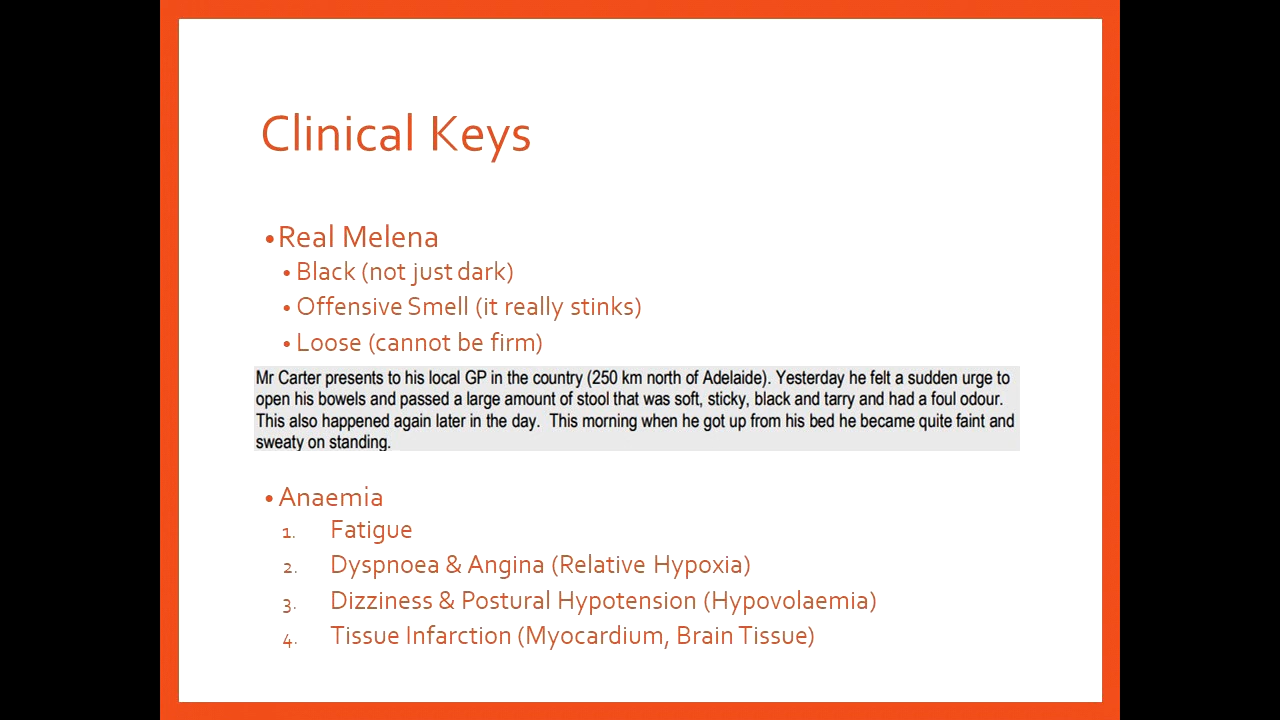 Clinical Keys
•Real Melena
• Black (not just dark)
• Offensive Smell (it really stinks)
• Loose (cannot be firm)
Mr Carter presents to his local GP in the country (250 km north of Adelaide). Yesterday he felt a sudden urge to
open his bowels and passed a large amount of stool that was soft, sticky, black and tarry and had a foul odour.
This also happened again later in the day.  This morning when he got up from his bed he became quite faint and
sweaty on standing.
• Anaemia
1. Fatigue
2. Dyspnoea & Angina (Relative Hypoxia)
3. Dizziness & Postural Hypotension (Hypovolaemia)
4. Tissue Infarction (Myocardium, Brain Tissue)